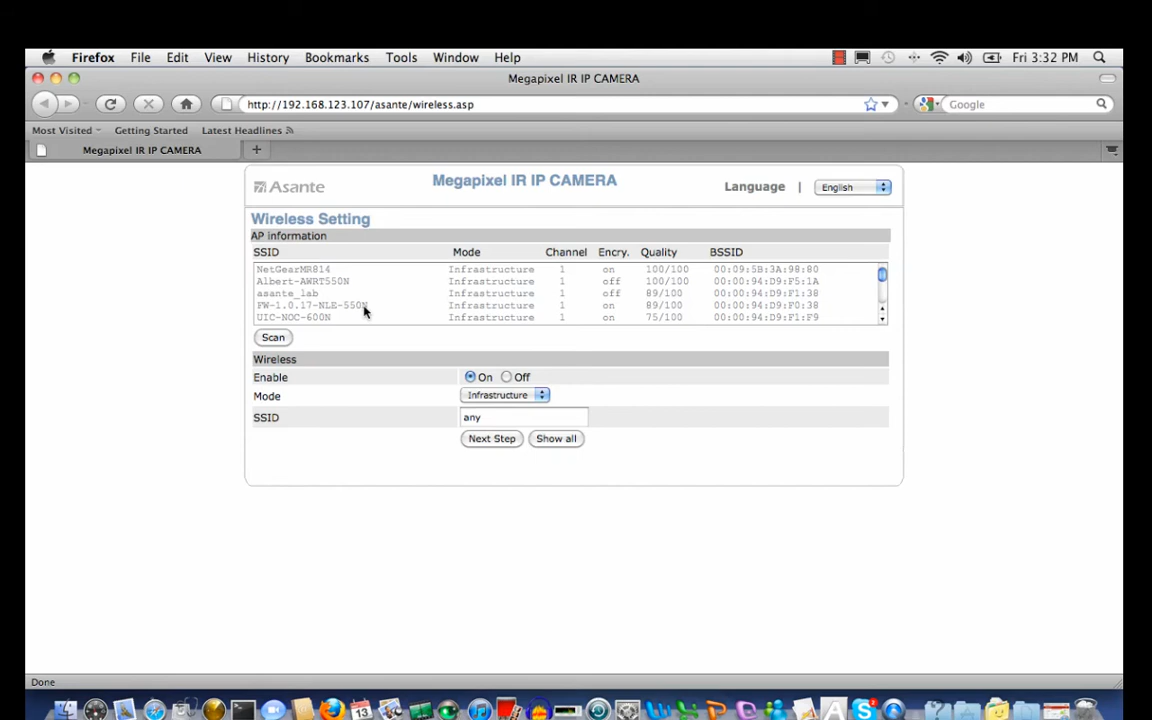 Firefox File Edit View History Bookmarks Tools Window Help Fri 3:32 PM
Megapixel IR IP CAMERA
http://192.168.123.107/asante/wireless.asp Google
Most Visited Getting Started Latest Headlines
Megapixel IR IP CAMERA
Asante Megapixel IR IP CAMERA Language | English
Wireless Setting
AP information
SSID Mode Channel Encry. Quality BSSID
NetGearMR814 Infrastructure 1 on 100/100 00:09:5B:3A:98:80
Albert-AWRT550N Infrastructure 1 off 100/100 00:00:94:D9:F5:1A
asante_lab Infrastructure 1 off 89/100 00:00:94:D9:F1:38
FW-1.0.17-NLE-550N Infrastructure 1 on 89/100 00:00:94:D9:F0:38
UIC-NOC-600N Infrastructure 1 on 75/100 00:00:94:D9:F1:F9
Scan
Wireless
Enable On Off
Mode Infrastructure
SSID any
Next Step Show all
Done